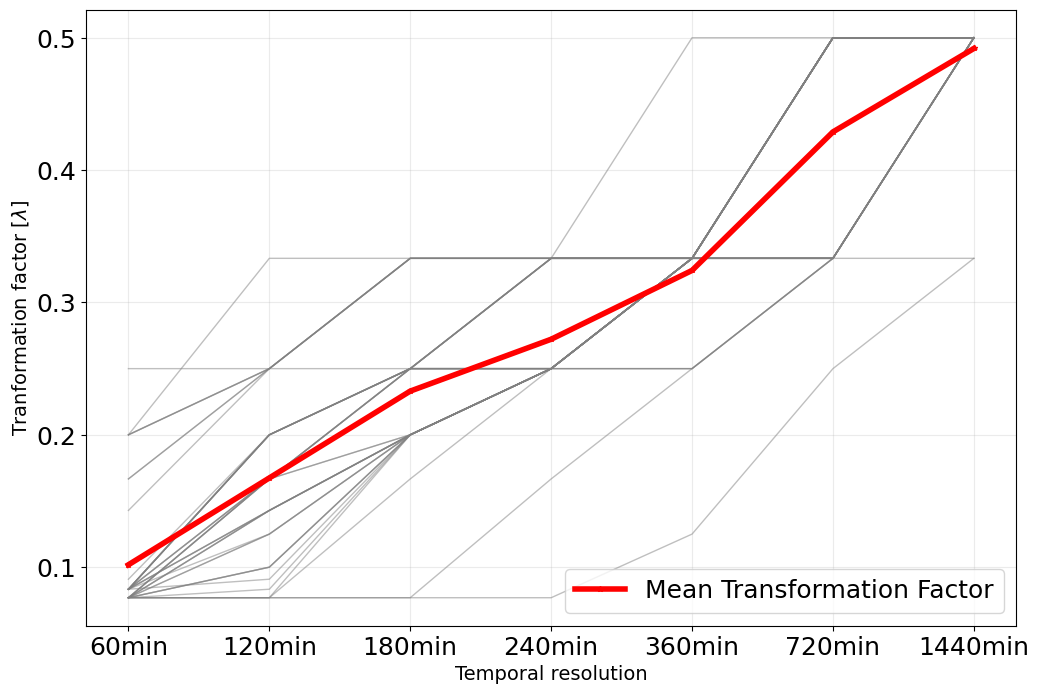 0.5
0.4
0.3
0.2
0.1
Tranformation factor [λ]
Mean Transformation Factor
60min 120min 180min 240min 360min 720min 1440min
Temporal resolution